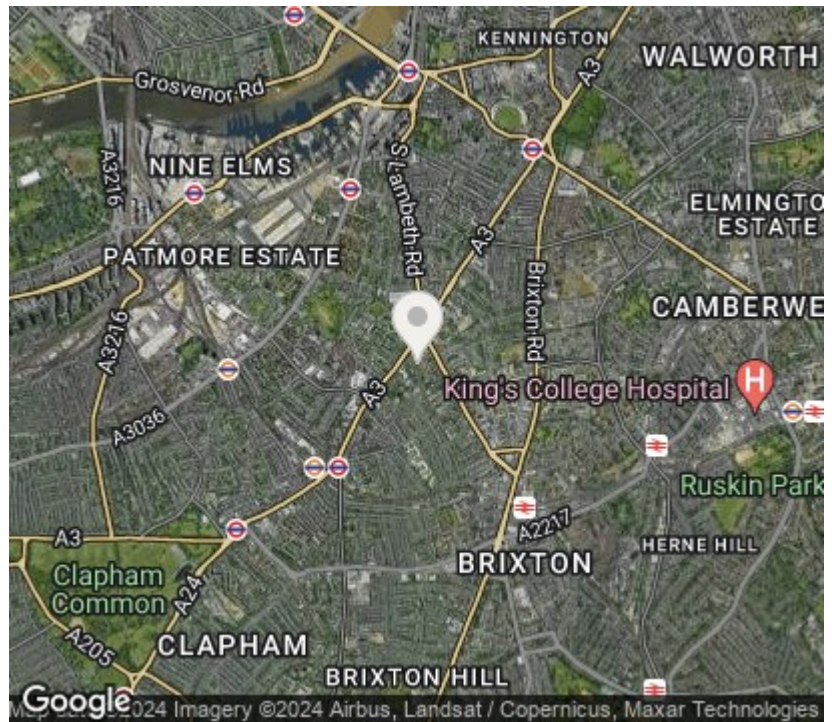 KENNINGTON
WALWORTH
A3
Grosvenor Rd
A3216
NINE ELMS
S Lambeth Rd
ELMINGTO
ESTATE
A3
PATMORE ESTATE
Brixton Rd
CAMBERWE
A3216
King's College Hospital
H
A3
A3036
Ruskin Park
A2217
A3
HERNE HILL
BRIXTON
Clapham
Common
A24
A205
CLAPHAM
BRIXTON HILL
Google
2024 Imagery ©2024 Airbus, Landsat / Copernicus, Maxar Technologies